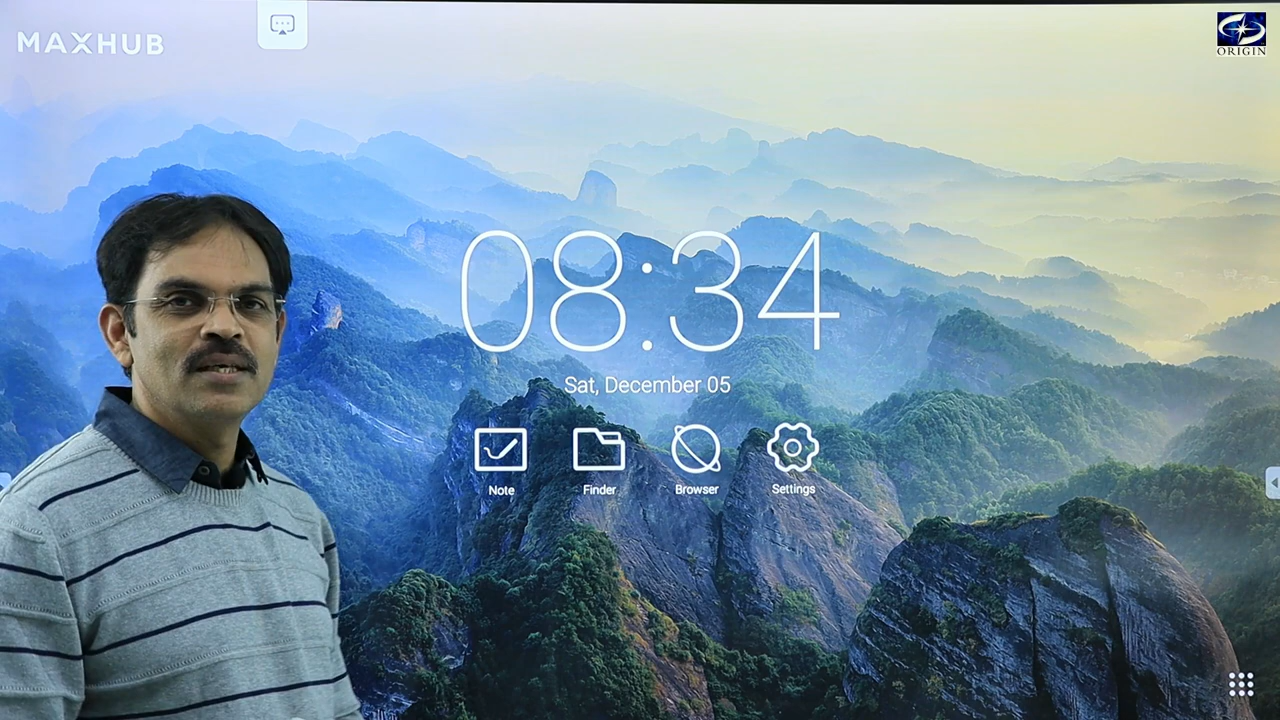 MAXHUB
ORIGIN
08:34
Sat, December 05
Note
Finder
Browser
Settings